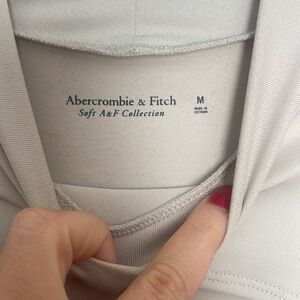 Abercrombie & Fitch
Soft A&F Collection
M
MADE IN
VIETNAM